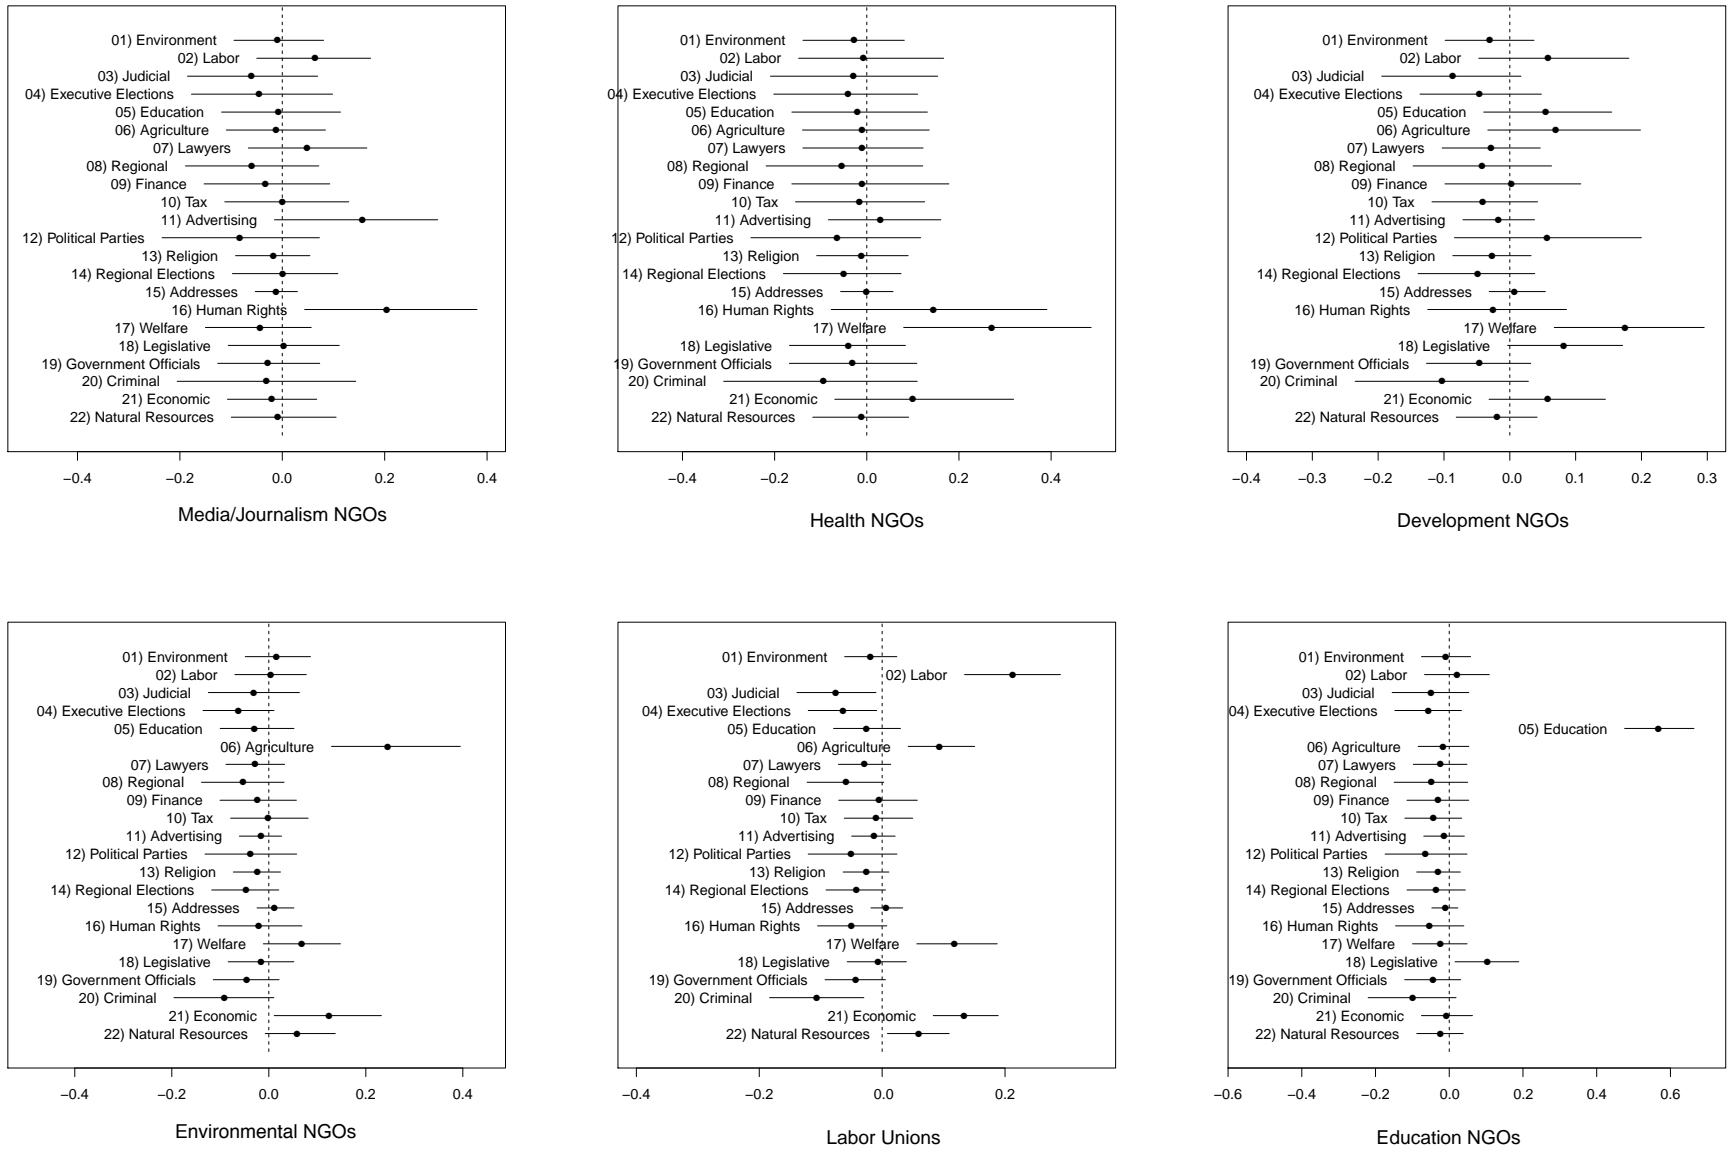 01) Environment
02) Labor
03) Judicial
04) Executive Elections
05) Education
06) Agriculture
07) Lawyers
08) Regional
09) Finance
10) Tax
11) Advertising
12) Political Parties
13) Religion
14) Regional Elections
15) Addresses
16) Human Rights
17) Welfare
18) Legislative
19) Government Officials
20) Criminal
21) Economic
22) Natural Resources
−0.4 −0.2 0.0 0.2 0.4
Media/Journalism NGOs
01) Environment
02) Labor
03) Judicial
04) Executive Elections
05) Education
06) Agriculture
07) Lawyers
08) Regional
09) Finance
10) Tax
11) Advertising
12) Political Parties
13) Religion
14) Regional Elections
15) Addresses
16) Human Rights
17) Welfare
18) Legislative
19) Government Officials
20) Criminal
21) Economic
22) Natural Resources
−0.4 −0.2 0.0 0.2 0.4
Health NGOs
01) Environment
02) Labor
03) Judicial
04) Executive Elections
05) Education
06) Agriculture
07) Lawyers
08) Regional
09) Finance
10) Tax
11) Advertising
12) Political Parties
13) Religion
14) Regional Elections
15) Addresses
16) Human Rights
17) Welfare
18) Legislative
19) Government Officials
20) Criminal
21) Economic
22) Natural Resources
−0.4 −0.3 −0.2 −0.1 0.0 0.1 0.2 0.3
Development NGOs
01) Environment
02) Labor
03) Judicial
04) Executive Elections
05) Education
06) Agriculture
07) Lawyers
08) Regional
09) Finance
10) Tax
11) Advertising
12) Political Parties
13) Religion
14) Regional Elections
15) Addresses
16) Human Rights
17) Welfare
18) Legislative
19) Government Officials
20) Criminal
21) Economic
22) Natural Resources
−0.4 −0.2 0.0 0.2 0.4
Environmental NGOs
01) Environment
02) Labor
03) Judicial
04) Executive Elections
05) Education
06) Agriculture
07) Lawyers
08) Regional
09) Finance
10) Tax
11) Advertising
12) Political Parties
13) Religion
14) Regional Elections
15) Addresses
16) Human Rights
17) Welfare
18) Legislative
19) Government Officials
20) Criminal
21) Economic
22) Natural Resources
−0.4 −0.2 0.0 0.2
Labor Unions
01) Environment
02) Labor
03) Judicial
04) Executive Elections
05) Education
06) Agriculture
07) Lawyers
08) Regional
09) Finance
10) Tax
11) Advertising
12) Political Parties
13) Religion
14) Regional Elections
15) Addresses
16) Human Rights
17) Welfare
18) Legislative
19) Government Officials
20) Criminal
21) Economic
22) Natural Resources
−0.6 −0.4 −0.2 0.0 0.2 0.4 0.6
Education NGOs